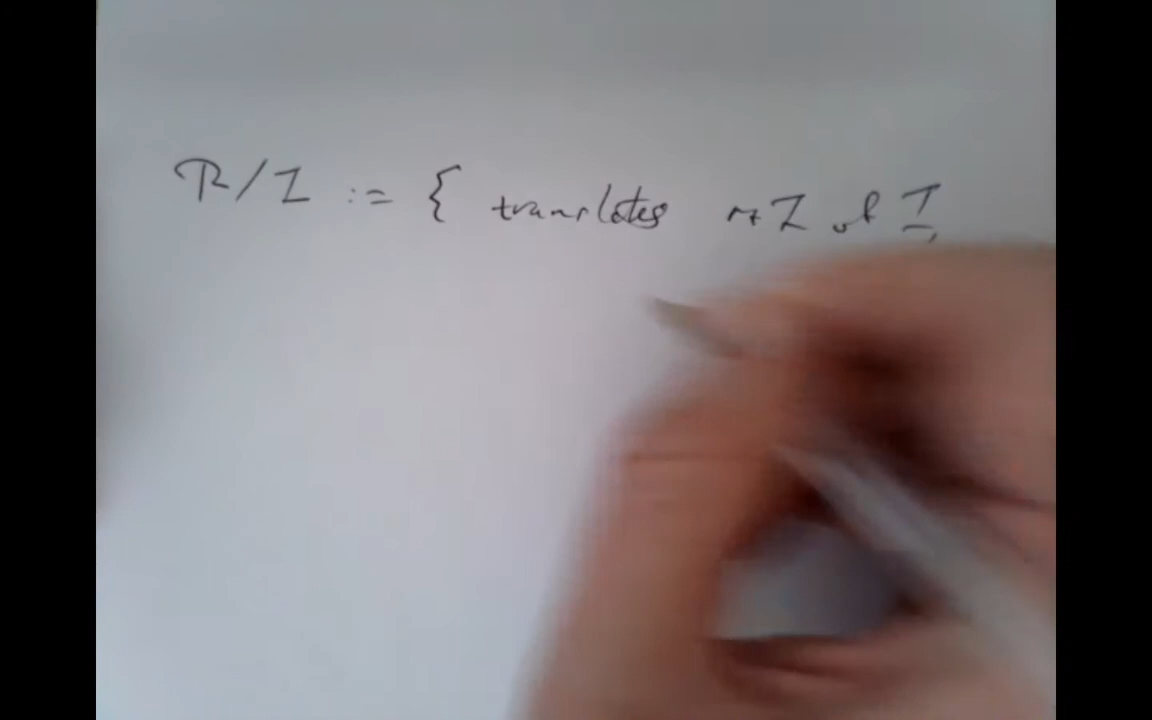 R/I := { translates r+I of I,